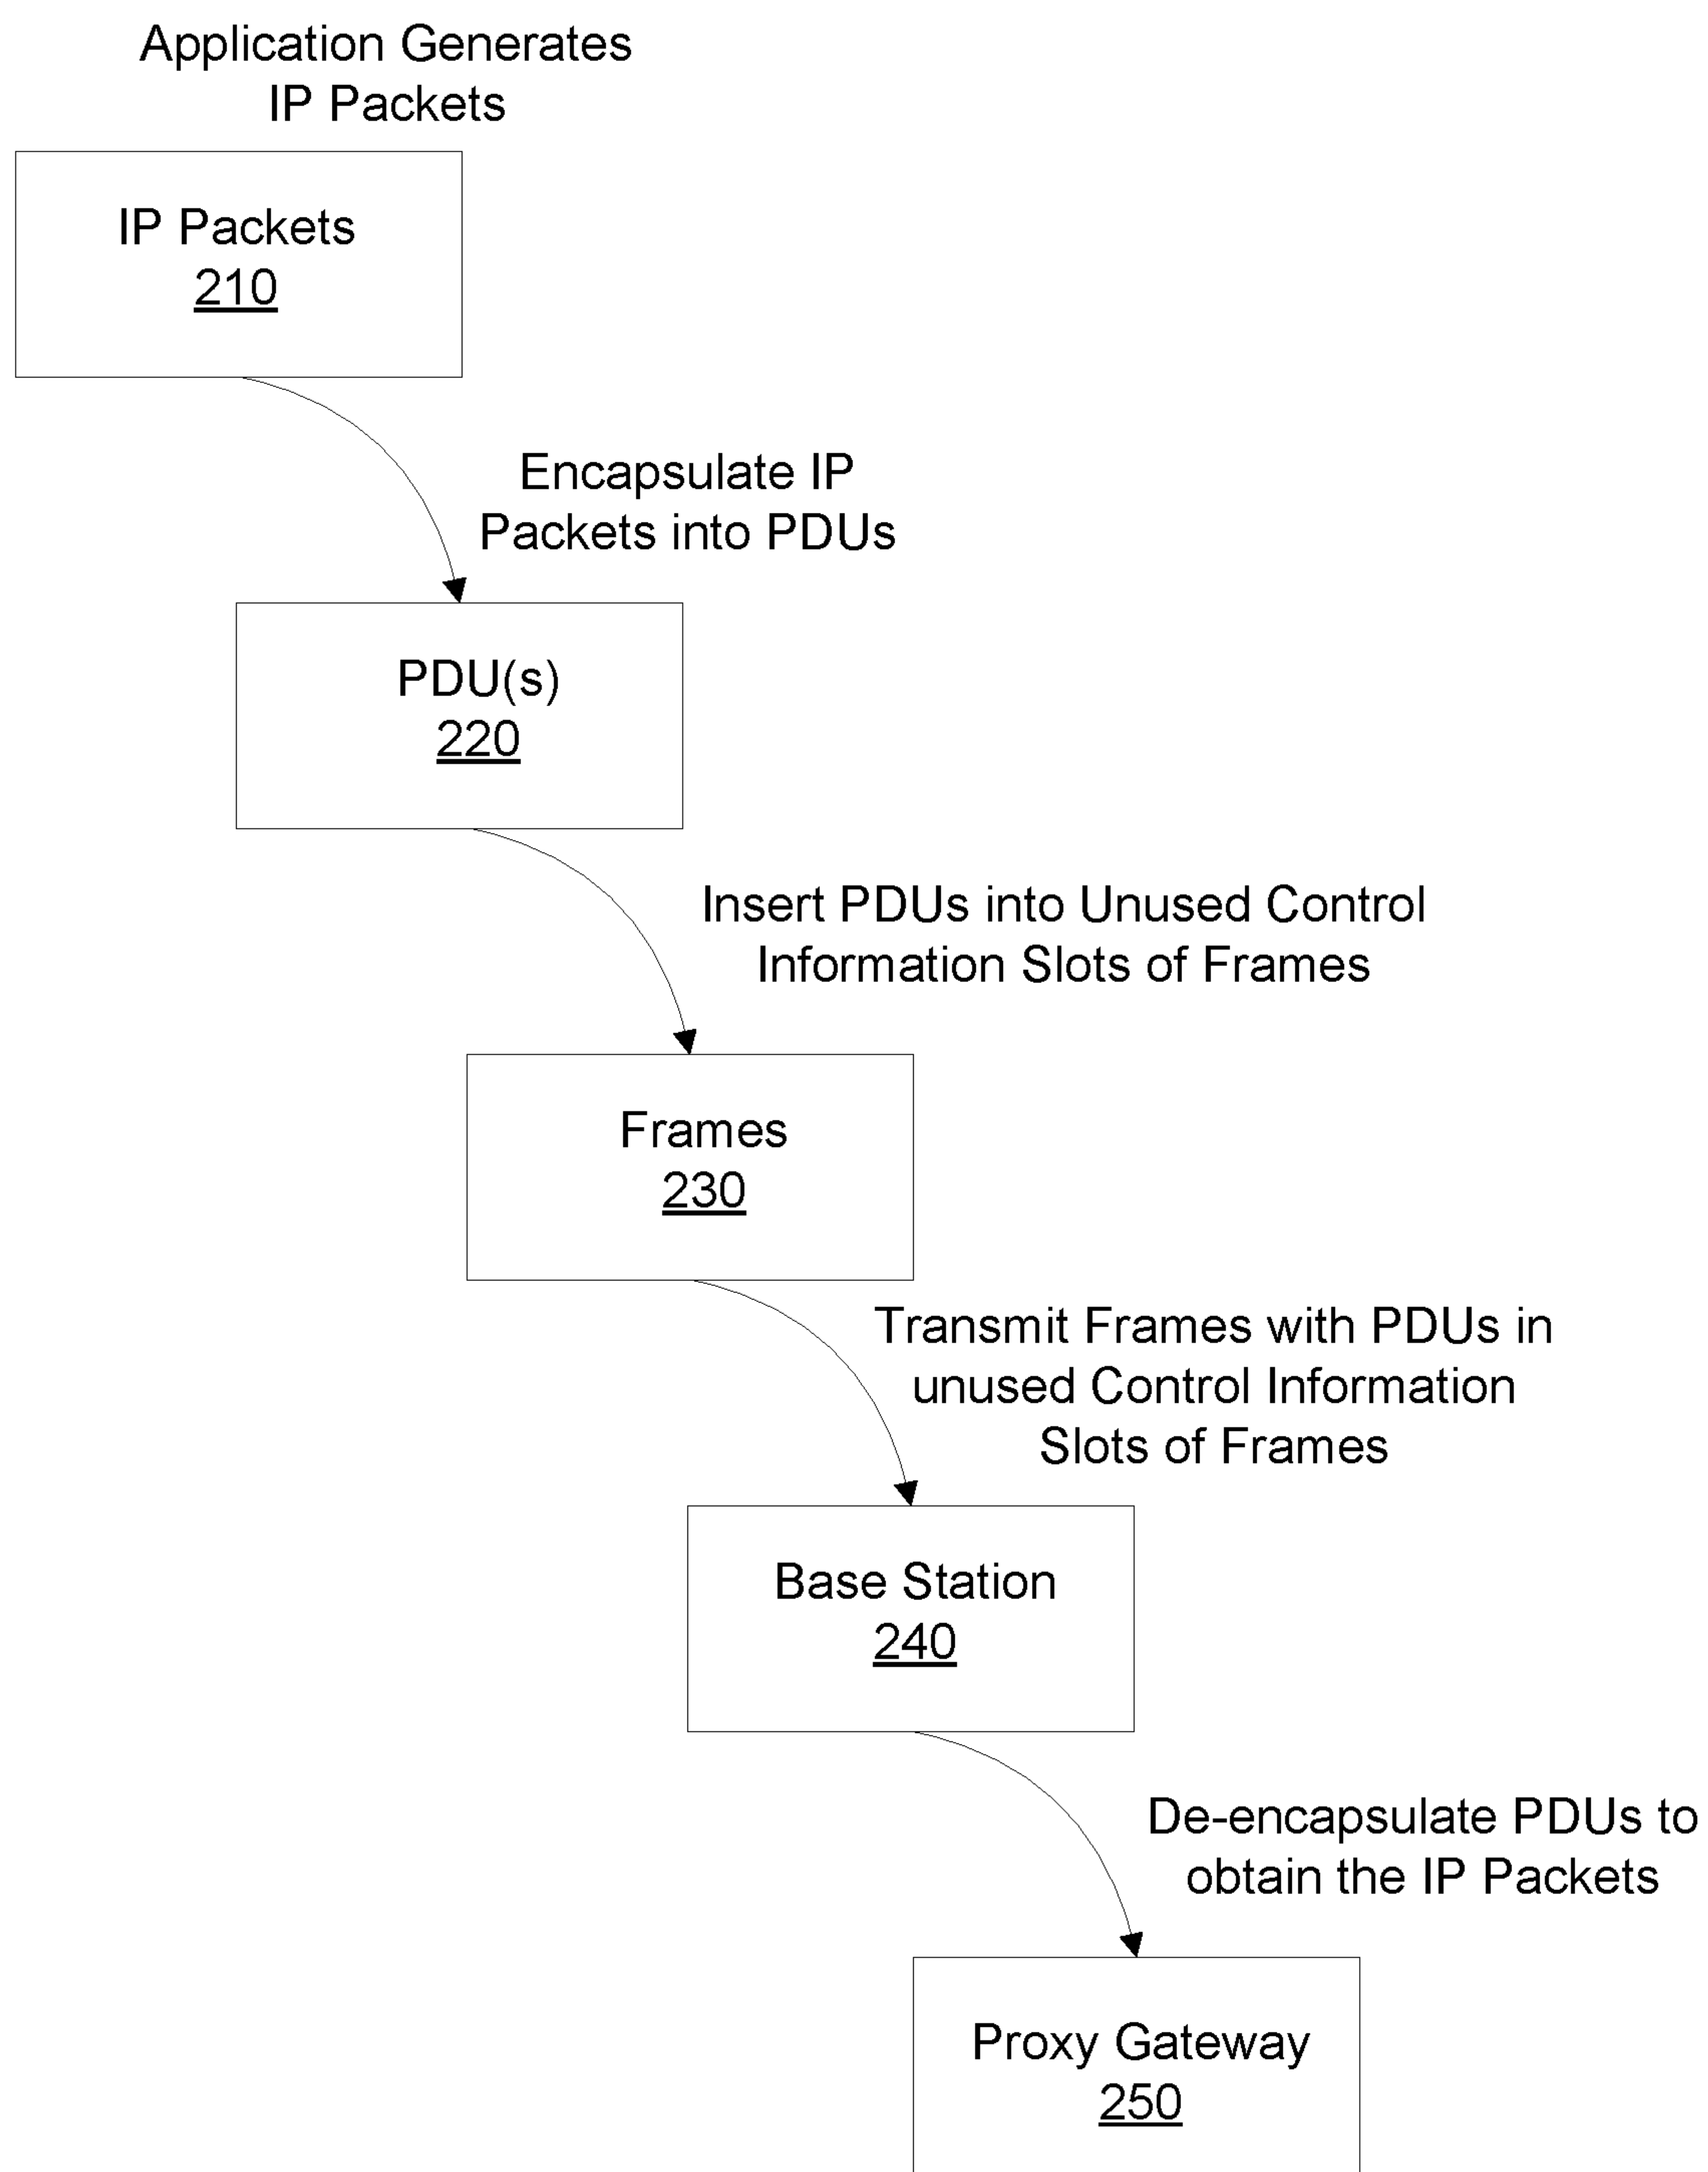 Application Generates
IP Packets
IP Packets
210
Encapsulate IP
Packets into PDUs
PDU(s)
220
Insert PDUs into Unused Control
Information Slots of Frames
Frames
230
Transmit Frames with PDUs in
unused Control Information
Slots of Frames
Base Station
240
De-encapsulate PDUs to
obtain the IP Packets
Proxy Gateway
250